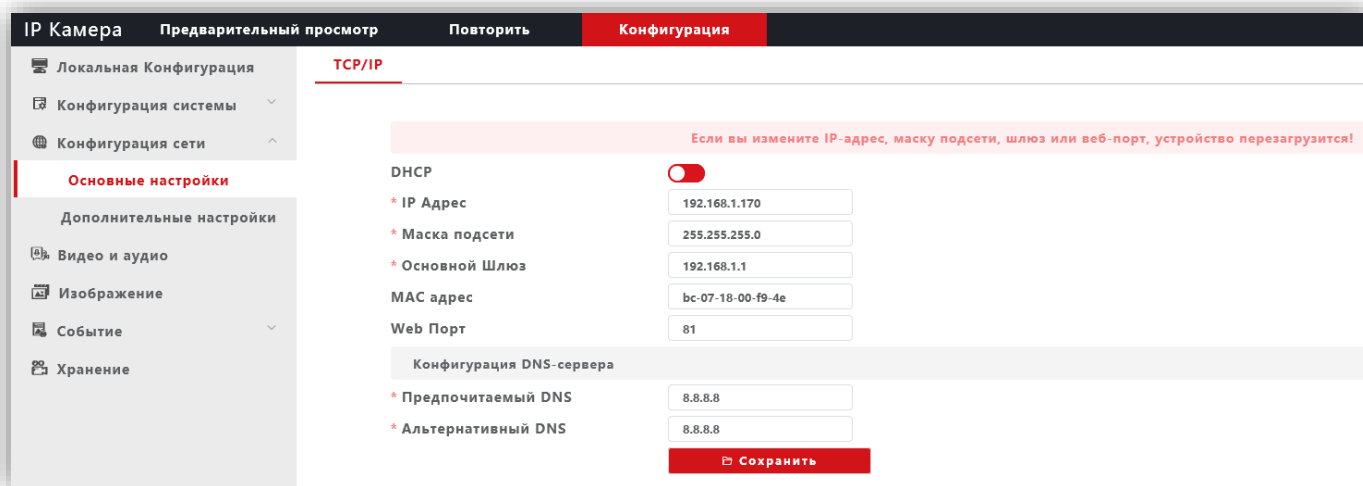 IP Камера Предварительный просмотр Повторить Конфигурация
Локальная Конфигурация
Конфигурация системы
Конфигурация сети
Основные настройки
Дополнительные настройки
Видео и аудио
Изображение
Событие
Хранение
TCP/IP
Если вы измените IP-адрес, маску подсети, шлюз или веб-порт, устройство перезагрузится!
DHCP
* IP Адрес 192.168.1.170
* Маска подсети 255.255.255.0
* Основной Шлюз 192.168.1.1
MAC адрес bc-07-18-00-f9-4e
Web Порт 81
Конфигурация DNS-сервера
* Предпочитаемый DNS 8.8.8.8
* Альтернативный DNS 8.8.8.8
Сохранить